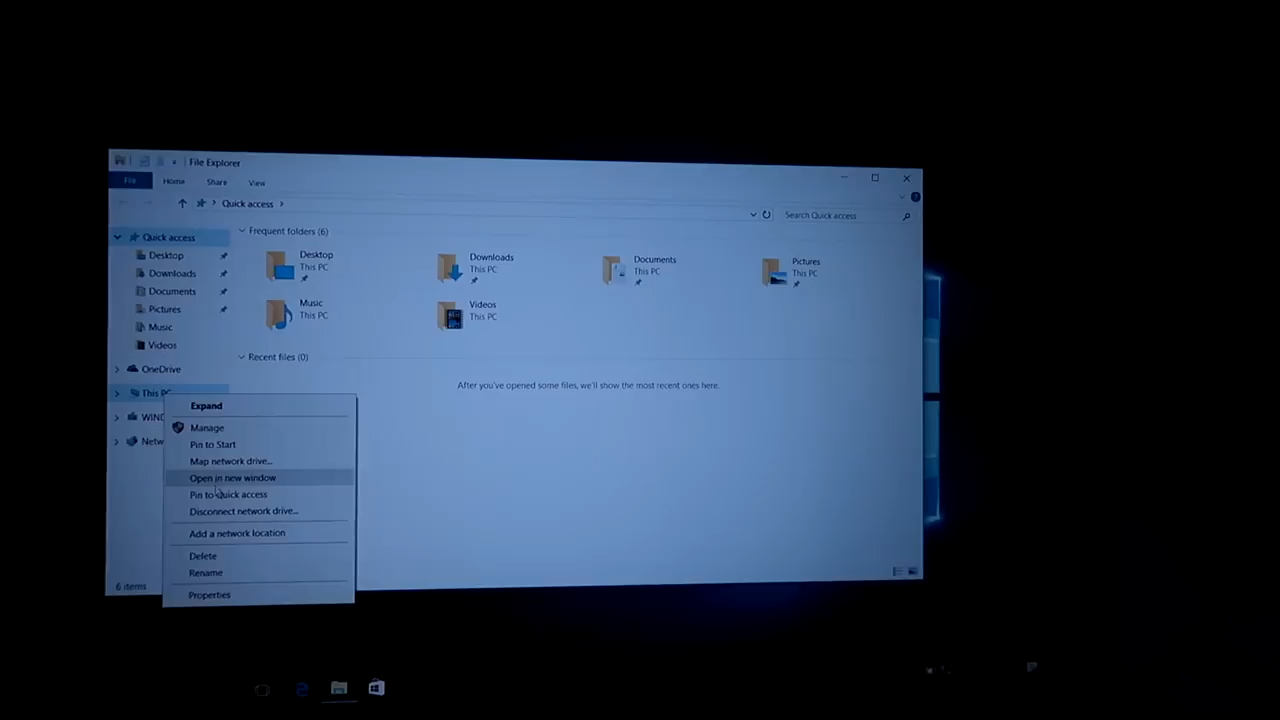 File Explorer
File
Home
Share
View
Quick access
Search Quick access
Quick access
Desktop
Downloads
Documents
Pictures
Music
Videos
OneDrive
This PC
WIND
Netw
6 items
Frequent folders (6)
Desktop
This PC
Downloads
This PC
Documents
This PC
Pictures
This PC
Music
This PC
Videos
This PC
Recent files (0)
After you've opened some files, we'll show the most recent ones here.
Expand
Manage
Pin to Start
Map network drive...
Open in new window
Pin to Quick access
Disconnect network drive...
Add a network location
Delete
Rename
Properties